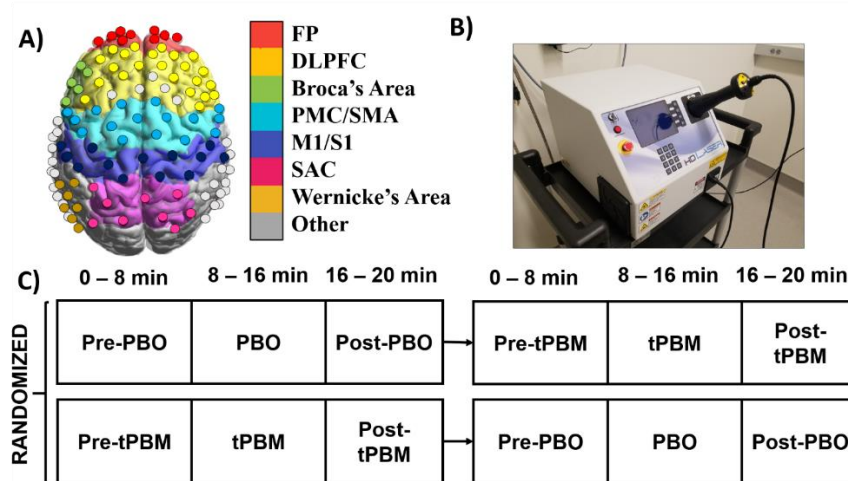 A)
FP
DLPFC
Broca's Area
PMC/SMA
M1/S1
SAC
Wernicke's Area
Other
B)
HD LASER
C)
0 – 8 min 8 – 16 min 16 – 20 min 0 – 8 min 8 – 16 min 16 – 20 min
RANDOMIZED
Pre-PBO PBO Post-PBO Pre-tPBM tPBM Post-
tPBM
Pre-tPBM tPBM Post-
tPBM Pre-PBO PBO Post-PBO